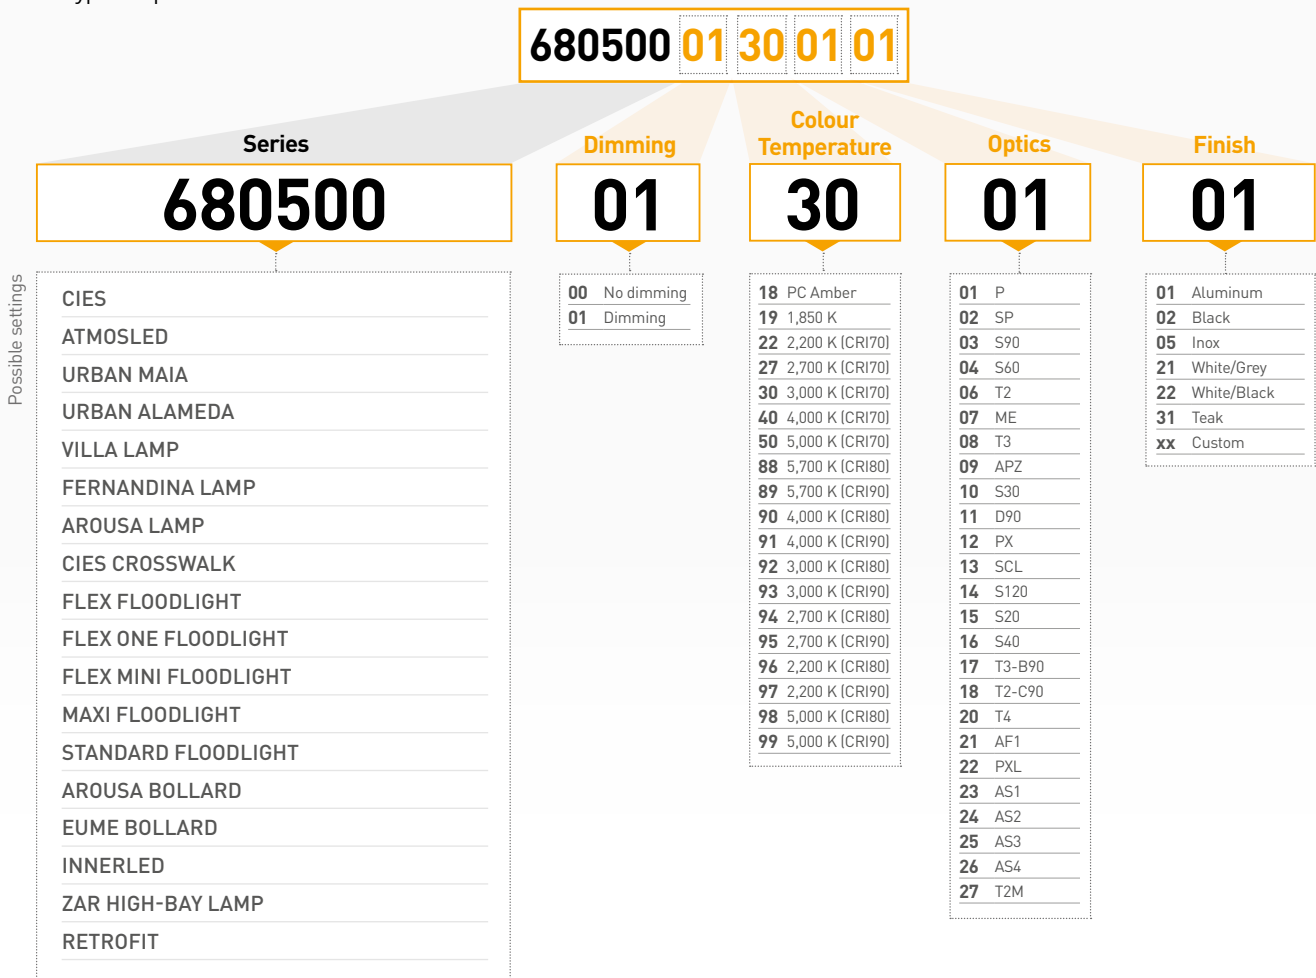 680500 01 30 01 01
Series
680500
Possible settings
CIES
ATMOSLED
URBAN MAIA
URBAN ALAMEDA
VILLA LAMP
FERNANDINA LAMP
AROUSA LAMP
CIES CROSSWALK
FLEX FLOODLIGHT
FLEX ONE FLOODLIGHT
FLEX MINI FLOODLIGHT
MAXI FLOODLIGHT
STANDARD FLOODLIGHT
AROUSA BOLLARD
EUME BOLLARD
INNERLED
ZAR HIGH-BAY LAMP
RETROFIT
Dimming
01
00 No dimming
01 Dimming
Colour
Temperature
30
18 PC Amber
19 1,850 K
22 2,200 K (CRI70)
27 2,700 K (CRI70)
30 3,000 K (CRI70)
40 4,000 K (CRI70)
50 5,000 K (CRI70)
88 5,700 K (CRI80)
89 5,700 K (CRI90)
90 4,000 K (CRI80)
91 4,000 K (CRI90)
92 3,000 K (CRI80)
93 3,000 K (CRI90)
94 2,700 K (CRI80)
95 2,700 K (CRI90)
96 2,200 K (CRI80)
97 2,200 K (CRI90)
98 5,000 K (CRI80)
99 5,000 K (CRI90)
Optics
01
01 P
02 SP
03 S90
04 S60
06 T2
07 ME
08 T3
09 APZ
10 S30
11 D90
12 PX
13 SCL
14 S120
15 S20
16 S40
17 T3-B90
18 T2-C90
20 T4
21 AF1
22 PXL
23 AS1
24 AS2
25 AS3
26 AS4
27 T2M
Finish
01
01 Aluminum
02 Black
05 Inox
21 White/Grey
22 White/Black
31 Teak
xx Custom